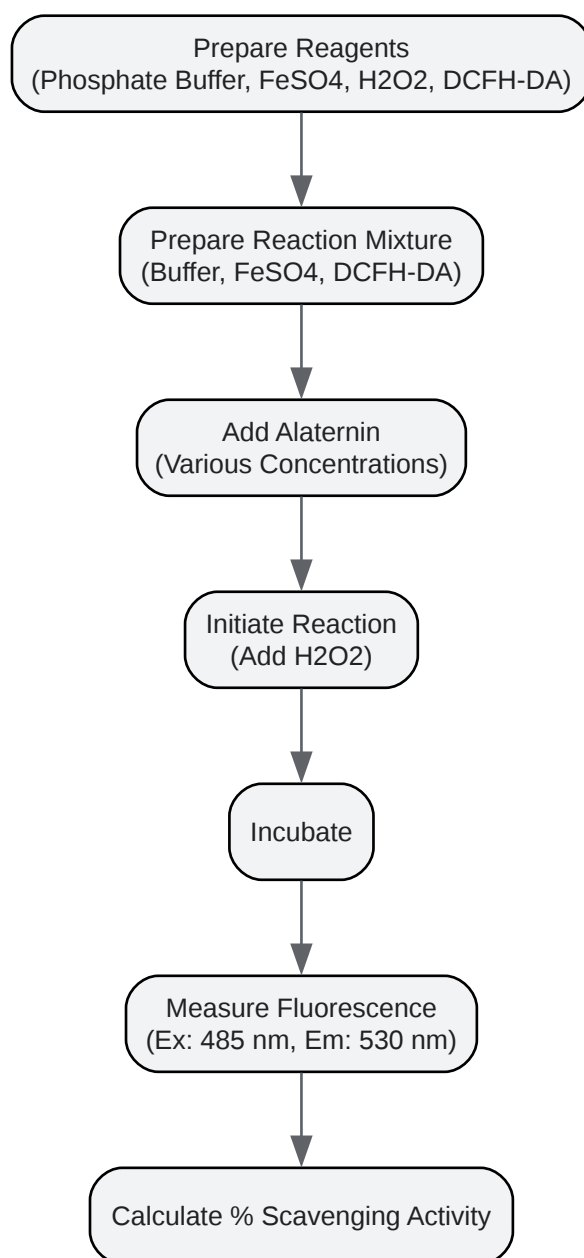 Prepare Reagents
(Phosphate Buffer, FeSO4, H2O2, DCFH-DA)
Prepare Reaction Mixture
(Buffer, FeSO4, DCFH-DA)
Add Alaternin
(Various Concentrations)
Initiate Reaction
(Add H2O2)
Incubate
Measure Fluorescence
(Ex: 485 nm, Em: 530 nm)
Calculate % Scavenging Activity